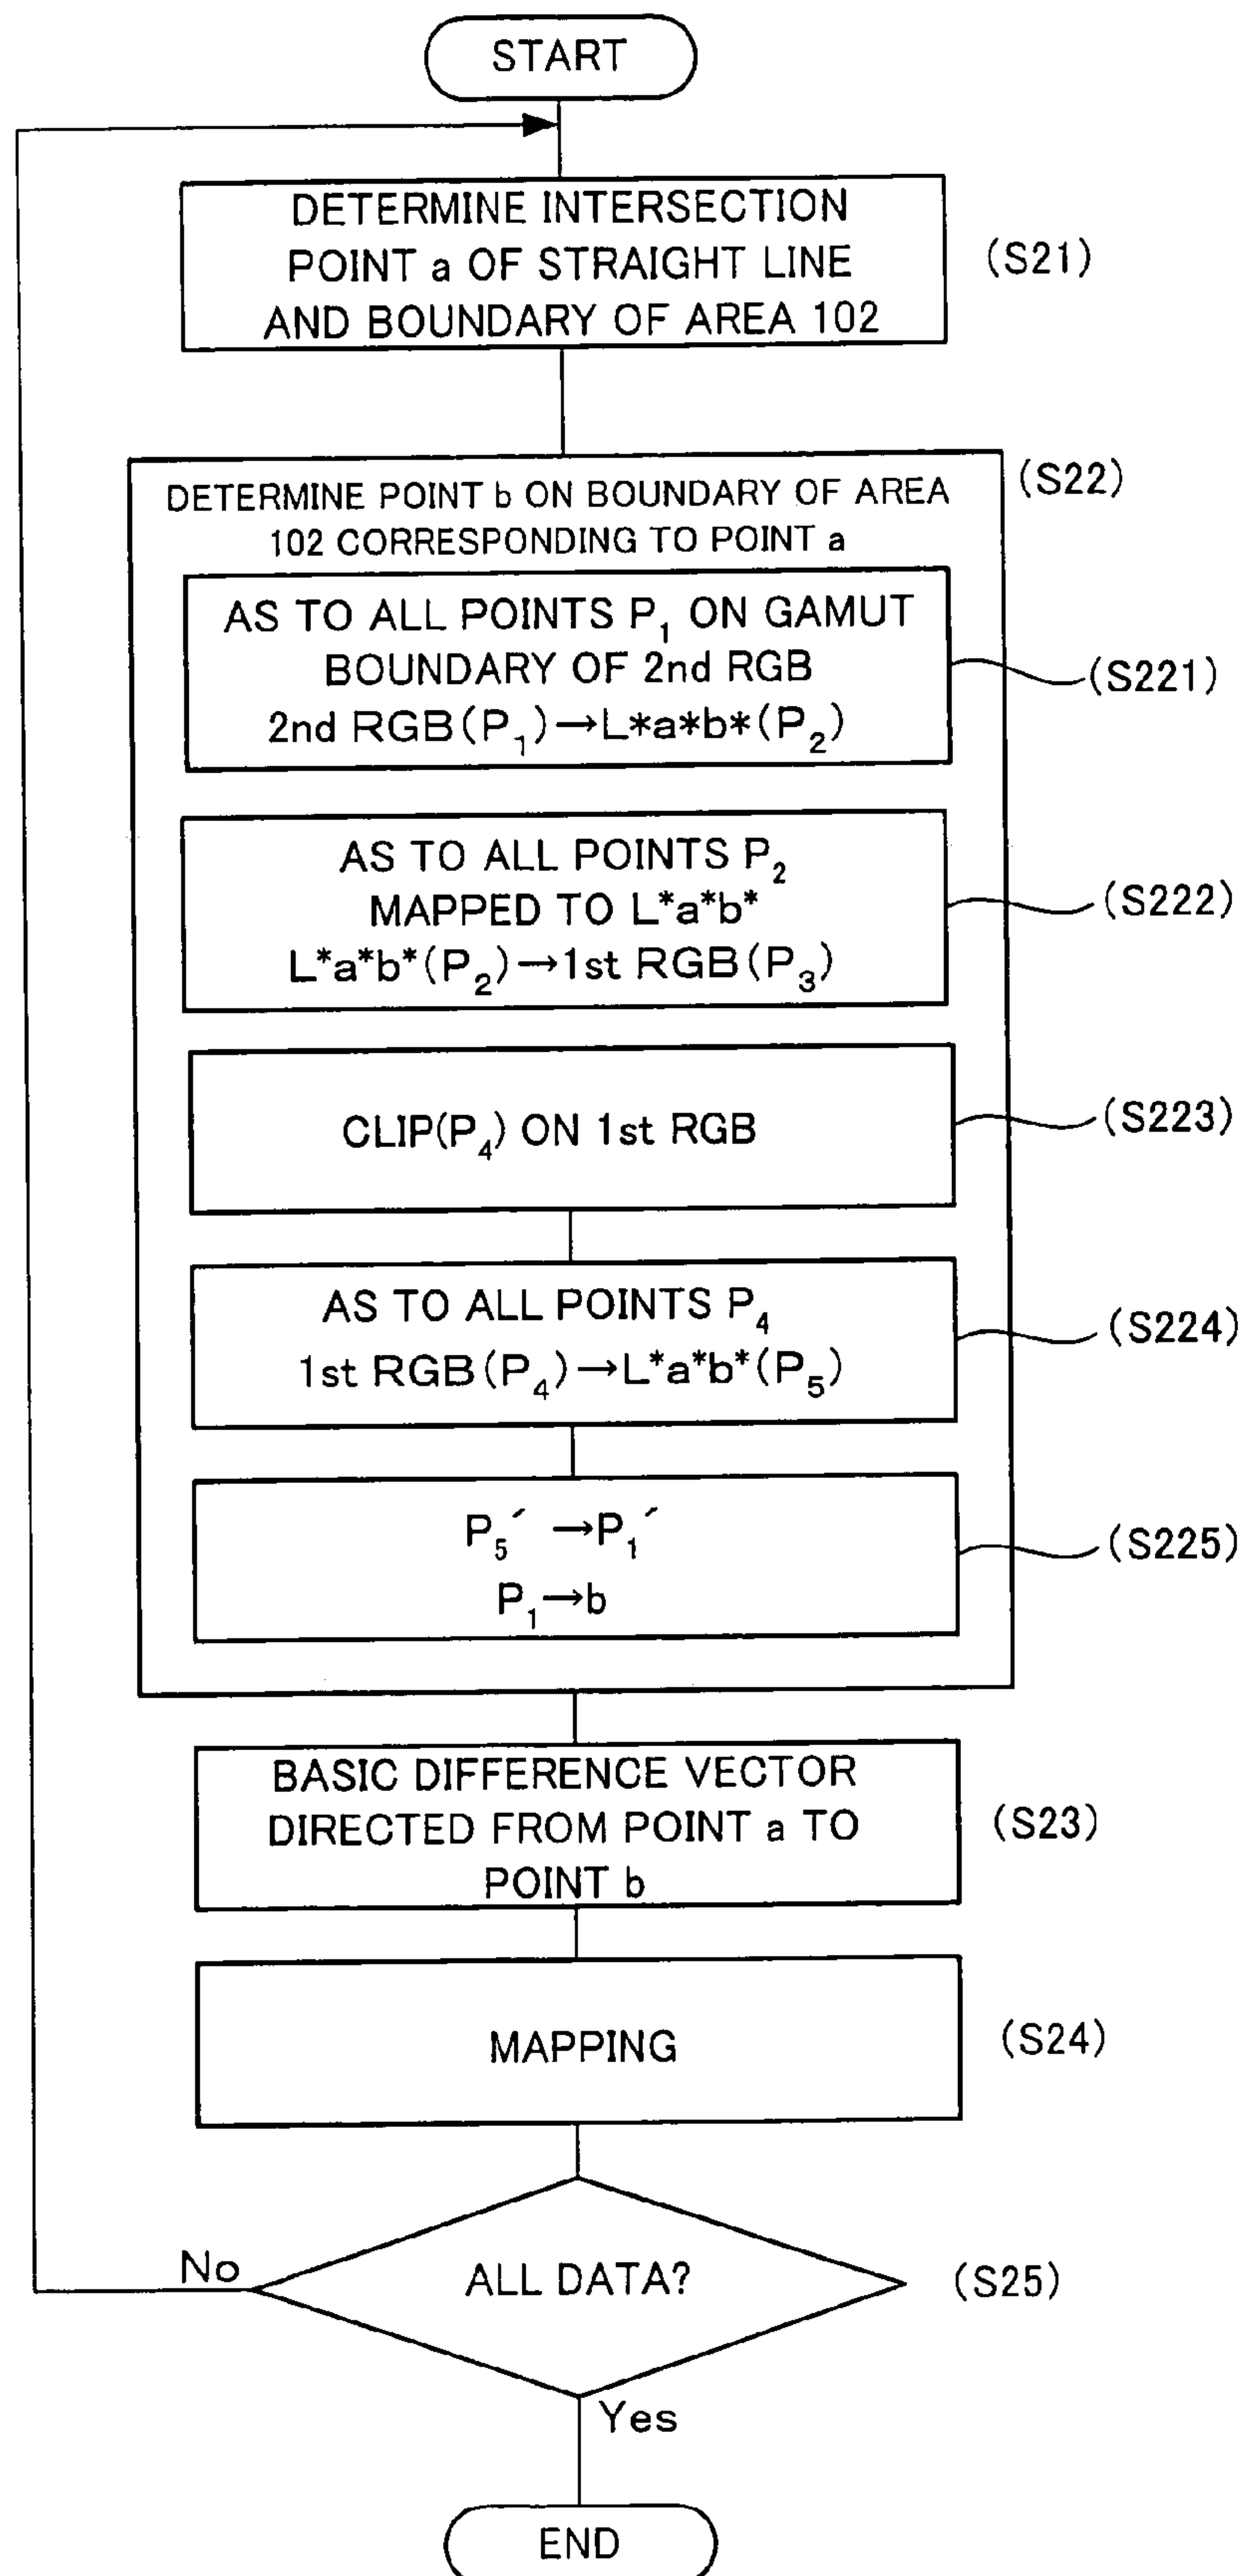 START
DETERMINE INTERSECTION
POINT a OF STRAIGHT LINE
AND BOUNDARY OF AREA 102
(S21)
DETERMINE POINT b ON BOUNDARY OF AREA
102 CORRESPONDING TO POINT a
(S22)
AS TO ALL POINTS P₁ ON GAMUT
BOUNDARY OF 2nd RGB
2nd RGB(P₁)→L*a*b*(P₂)
(S221)
AS TO ALL POINTS P₂
MAPPED TO L*a*b*
L*a*b*(P₂)→1st RGB(P₃)
(S222)
CLIP(P₄) ON 1st RGB
(S223)
AS TO ALL POINTS P₄
1st RGB(P₄)→L*a*b*(P₅)
(S224)
P₅´ →P₁´
P₁→b
(S225)
BASIC DIFFERENCE VECTOR
DIRECTED FROM POINT a TO
POINT b
(S23)
MAPPING
(S24)
ALL DATA?
(S25)
No
Yes
END